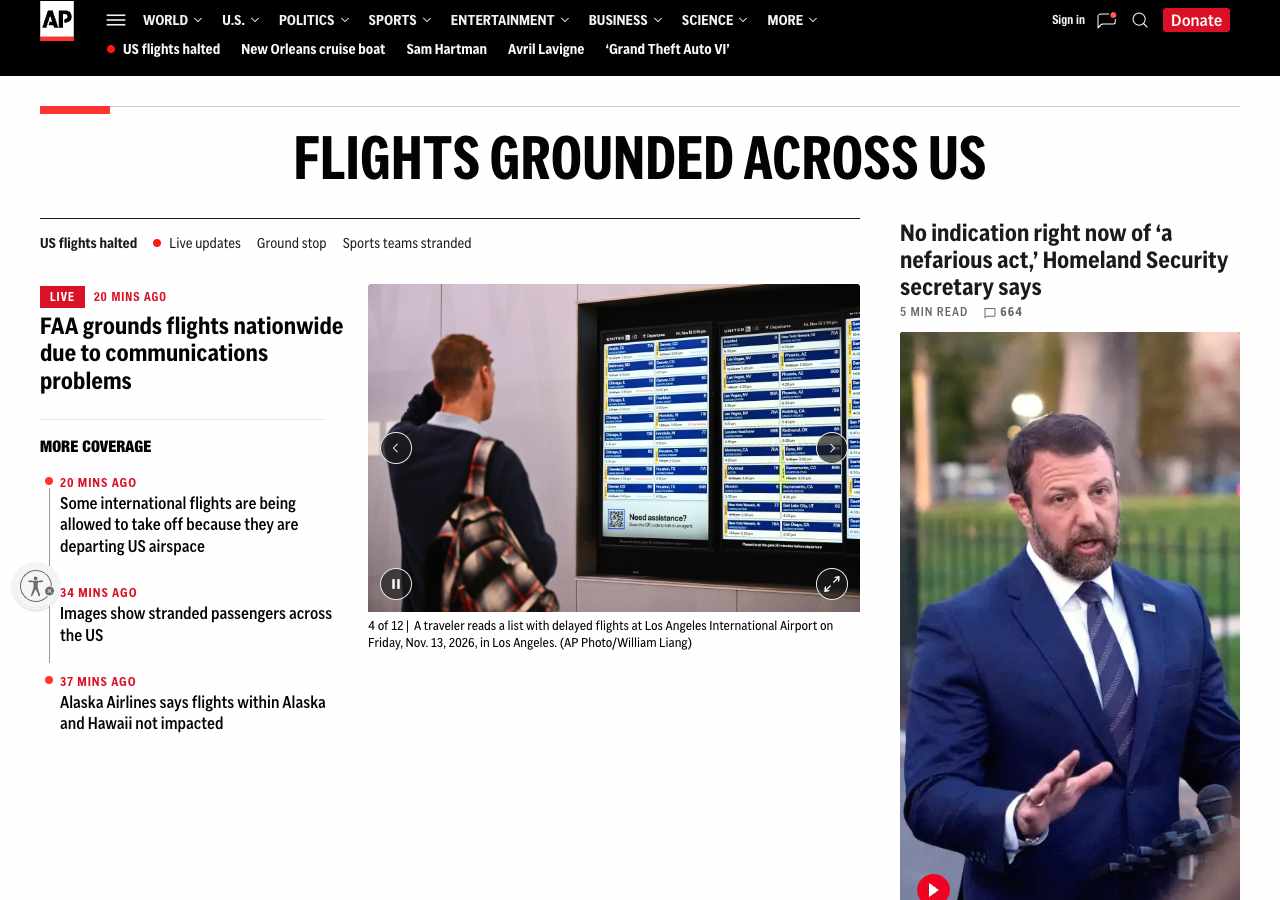 AP
WORLD
U.S.
POLITICS
SPORTS
ENTERTAINMENT
BUSINESS
SCIENCE
MORE
Sign in
Donate
US flights halted
New Orleans cruise boat
Sam Hartman
Avril Lavigne
‘Grand Theft Auto VI’
FLIGHTS GROUNDED ACROSS US
US flights halted
Live updates
Ground stop
Sports teams stranded
LIVE 20 MINS AGO
FAA grounds flights nationwide
due to communications
problems
MORE COVERAGE
20 MINS AGO
Some international flights are being
allowed to take off because they are
departing US airspace
34 MINS AGO
Images show stranded passengers across
the US
37 MINS AGO
Alaska Airlines says flights within Alaska
and Hawaii not impacted
UNITED
Departures
UNITED
Departures
Need assistance?
4 of 12 | A traveler reads a list with delayed flights at Los Angeles International Airport on
Friday, Nov. 13, 2026, in Los Angeles. (AP Photo/William Liang)
No indication right now of ‘a
nefarious act,’ Homeland Security
secretary says
5 MIN READ 664